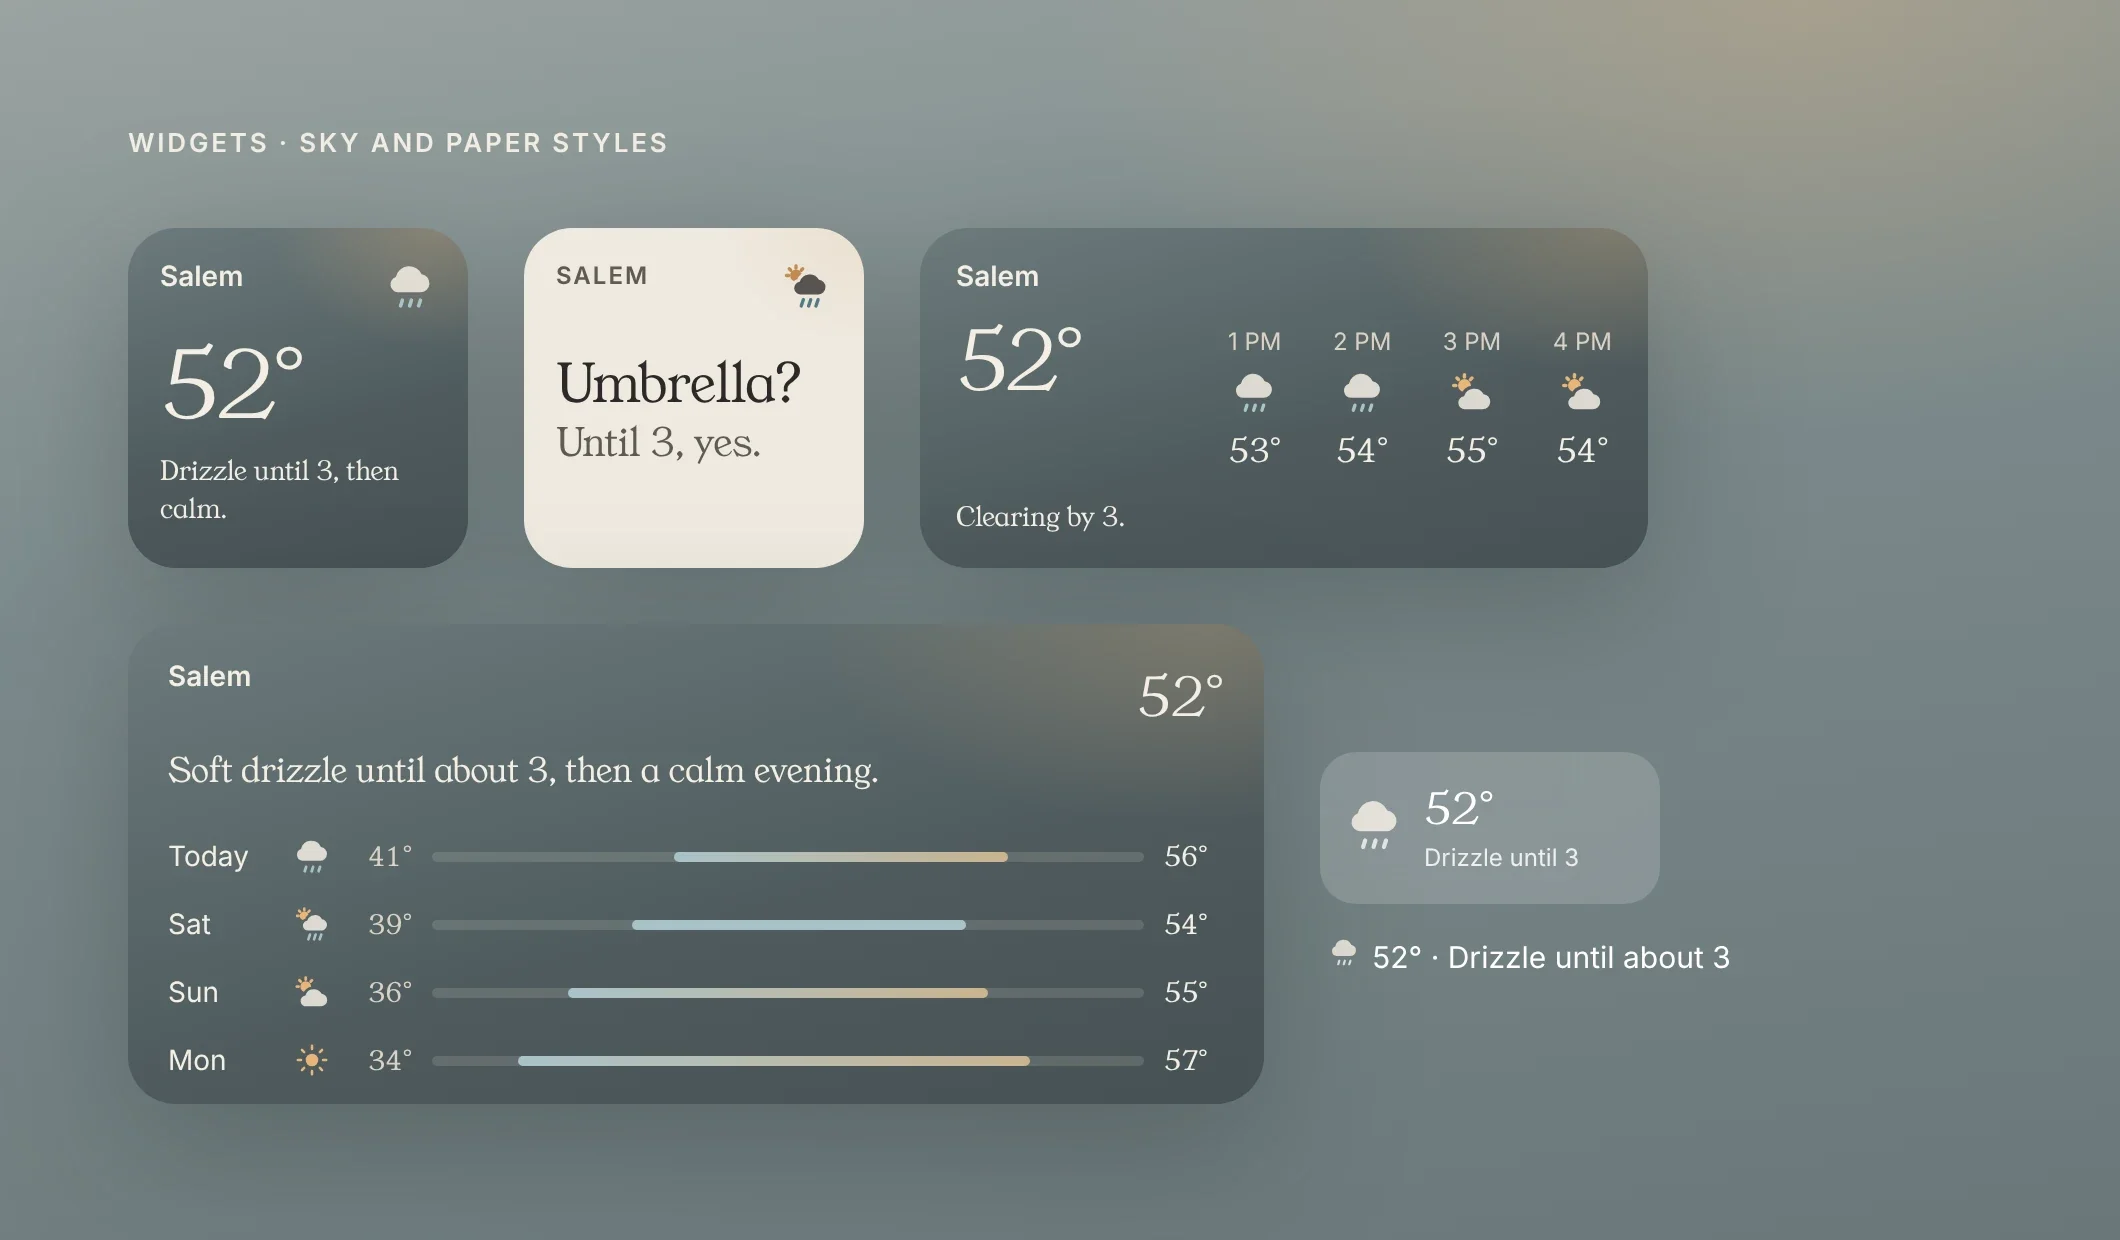 WIDGETS · SKY AND PAPER STYLES
Salem
52°
Drizzle until 3, then
calm.
SALEM
Umbrella?
Until 3, yes.
Salem
52°
1 PM 2 PM 3 PM 4 PM
53° 54° 55° 54°
Clearing by 3.
Salem
52°
Soft drizzle until about 3, then a calm evening.
Today 41° 56°
Sat 39° 54°
Sun 36° 55°
Mon 34° 57°
52°
Drizzle until 3
52° · Drizzle until about 3